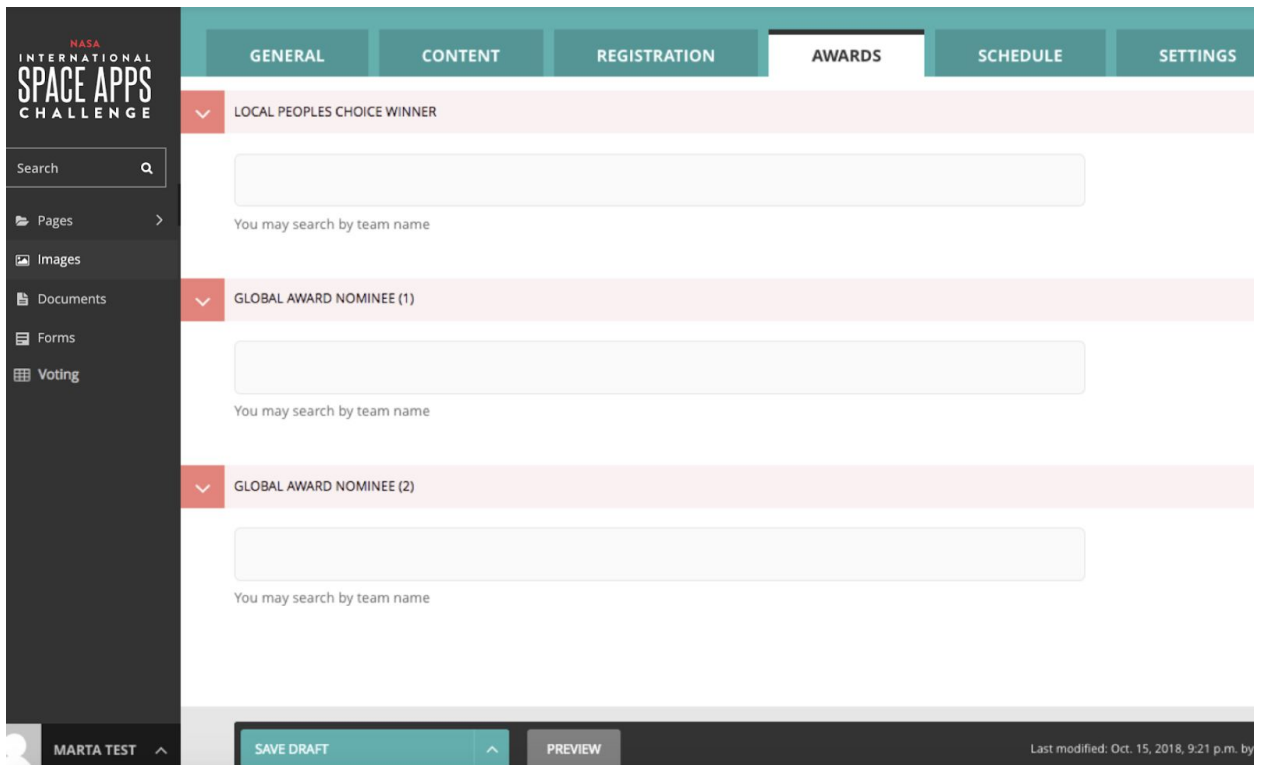 NASA
INTERNATIONAL
SPACE APPS
CHALLENGE
Search
Pages
Images
Documents
Forms
Voting
MARTA TEST
GENERAL
CONTENT
REGISTRATION
AWARDS
SCHEDULE
SETTINGS
LOCAL PEOPLES CHOICE WINNER
You may search by team name
GLOBAL AWARD NOMINEE (1)
You may search by team name
GLOBAL AWARD NOMINEE (2)
You may search by team name
SAVE DRAFT
PREVIEW
Last modified: Oct. 15, 2018, 9:21 p.m. by